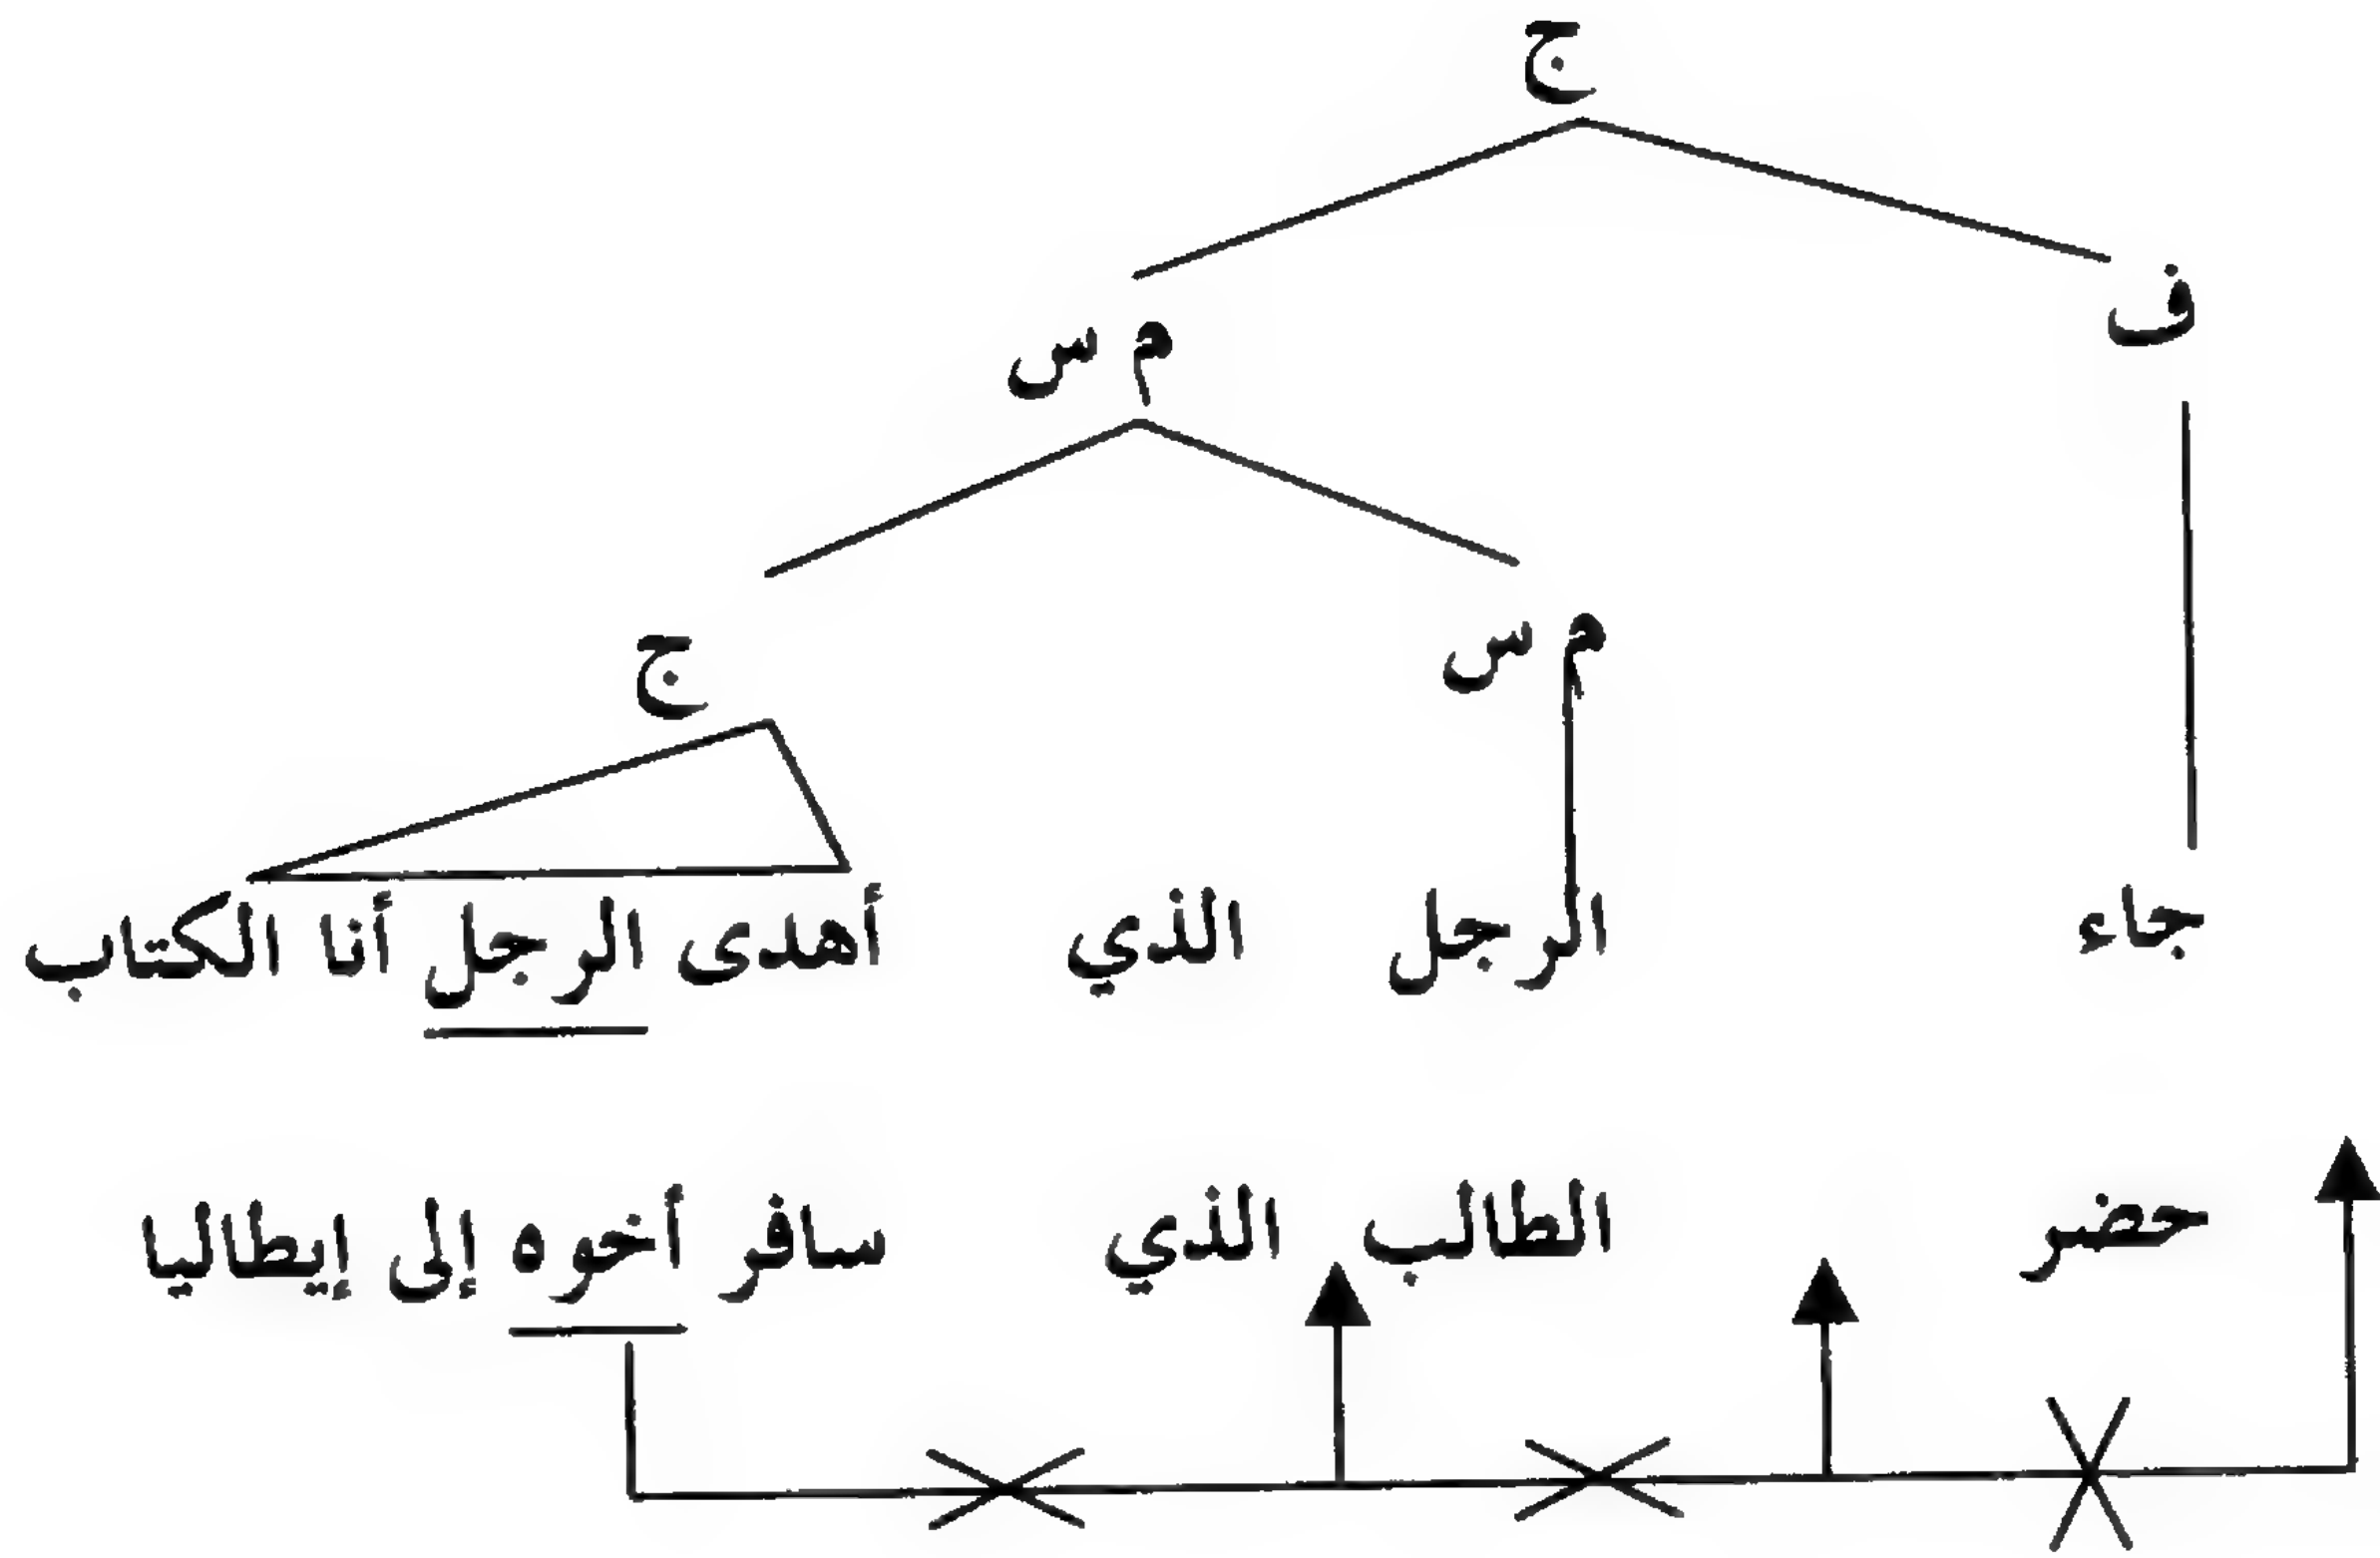 ج
ف م س
م س ج
جاء الرجل الذي أهدى الرجل أنا الكتاب
حضر الطالب الذي سافر أخوه إلى إيطاليا